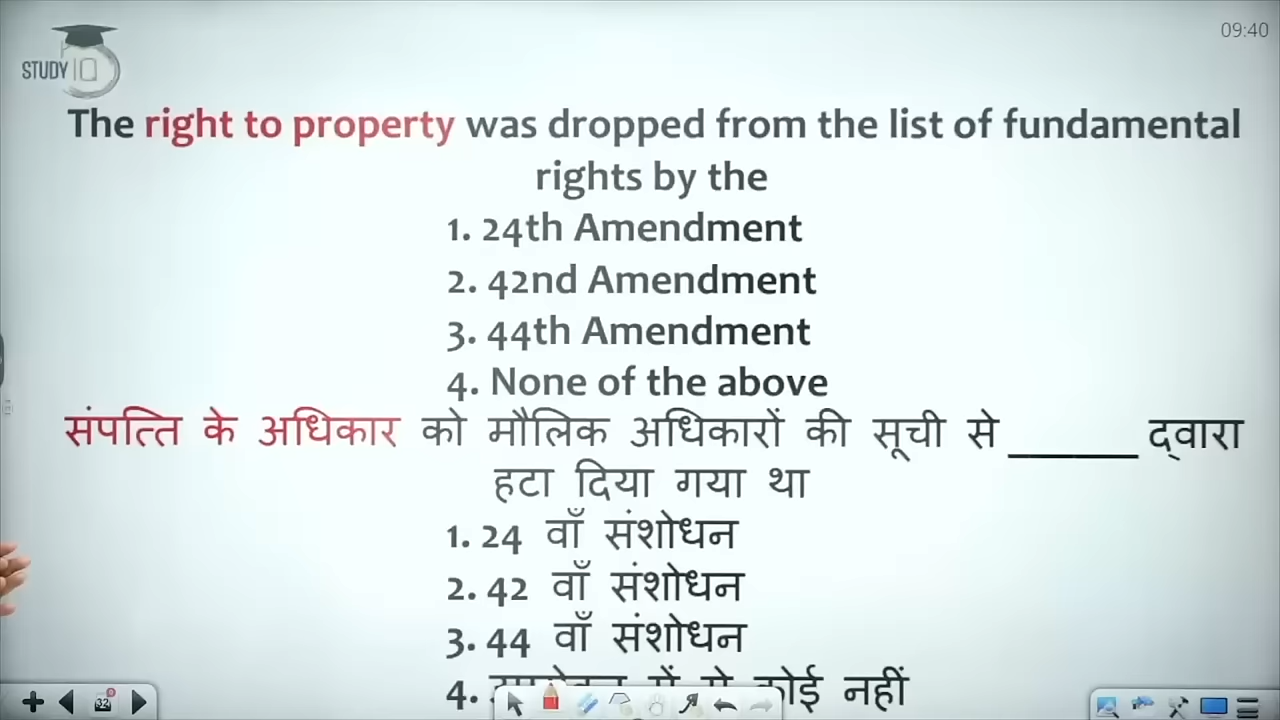 STUDY IQ
09:40
The right to property was dropped from the list of fundamental
rights by the
1. 24th Amendment
2. 42nd Amendment
3. 44th Amendment
4. None of the above
संपत्ति के अधिकार को मौलिक अधिकारों की सूची से ______ द्वारा
हटा दिया गया था
1. 24 वाँ संशोधन
2. 42 वाँ संशोधन
3. 44 वाँ संशोधन
4. में से कोई नहीं
32